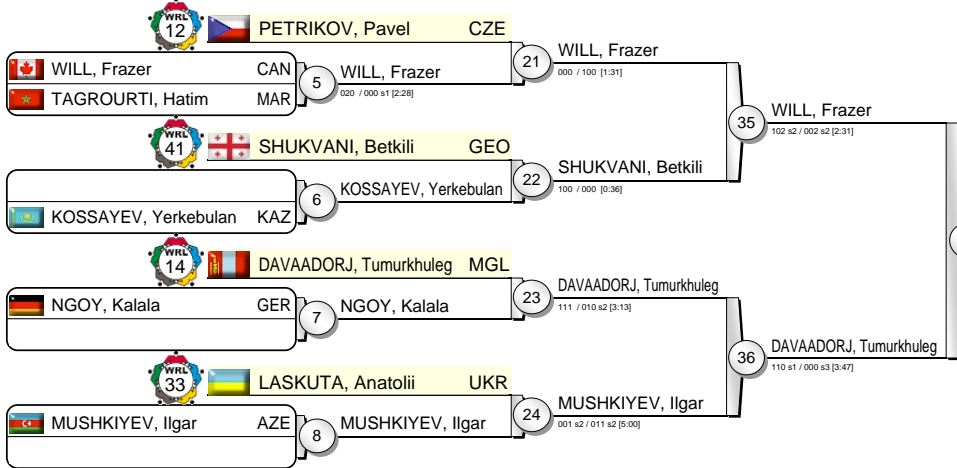 WRL
12
PETRIKOV, Pavel CZE
WILL, Frazer CAN
TAGROURTI, Hatim MAR
5
WILL, Frazer
020 / 000 s1 [2:28]
21
WILL, Frazer
000 / 100 [1:31]
WRL
41
SHUKVANI, Betkili GEO
KOSSAYEV, Yerkebulan KAZ
6
KOSSAYEV, Yerkebulan
22
SHUKVANI, Betkili
100 / 000 [0:36]
35
WILL, Frazer
102 s2 / 002 s2 [2:31]
WRL
14
DAVAADORJ, Tumurkhuleg MGL
NGOY, Kalala GER
7
NGOY, Kalala
23
DAVAADORJ, Tumurkhuleg
111 / 010 s2 [3:13]
WRL
33
LASKUTA, Anatolii UKR
MUSHKIYEV, Ilgar AZE
8
MUSHKIYEV, Ilgar
24
MUSHKIYEV, Ilgar
001 s2 / 011 s2 [5:00]
36
DAVAADORJ, Tumurkhuleg
110 s1 / 000 s3 [3:47]